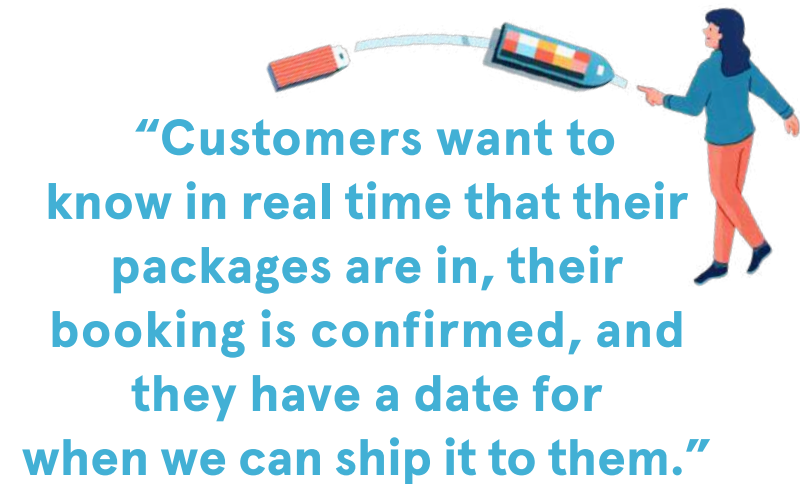 “Customers want to
know in real time that their
packages are in, their
booking is confirmed, and
they have a date for
when we can ship it to them.”